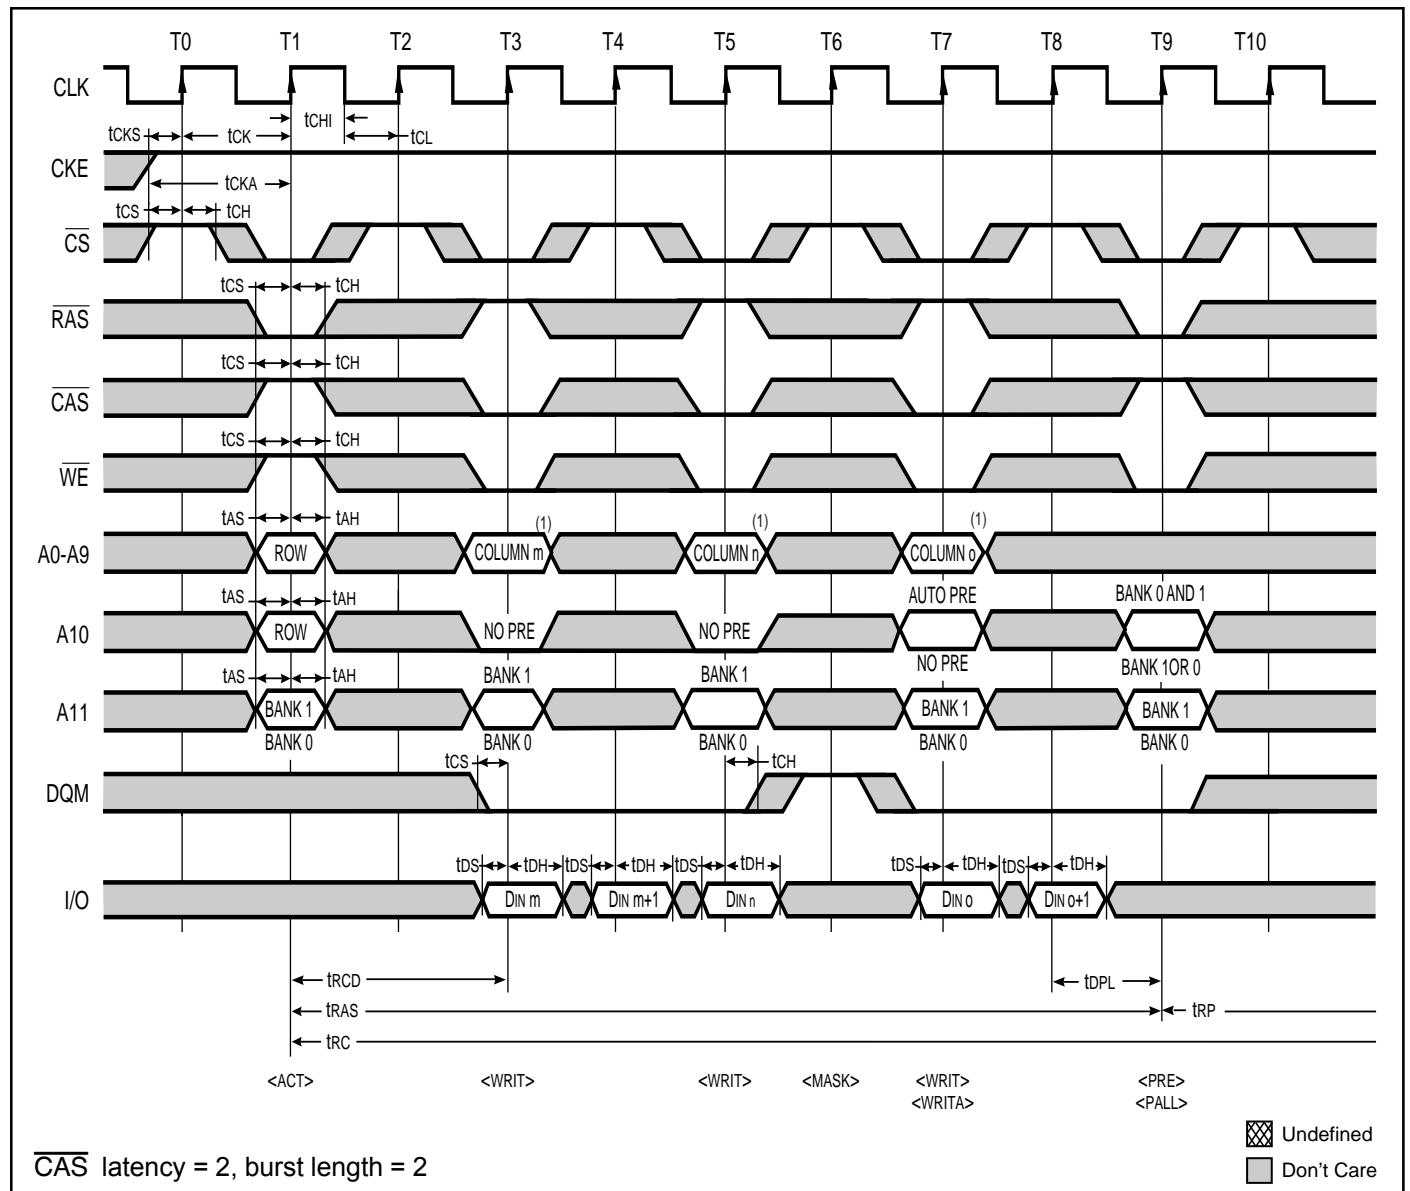 T0 T1 T2 T3 T4 T5 T6 T7 T8 T9 T10
CLK
tCHI
tCKS tCK tCL
CKE
tCKA
tCS tCH
CS
tCS tCH
RAS
tCS tCH
CAS
tCS tCH
WE
tAS tAH (1) (1) (1)
A0-A9 ROW COLUMN m COLUMN n COLUMN o
tAS tAH AUTO PRE BANK 0 AND 1
A10 ROW NO PRE NO PRE
NO PRE BANK 1OR 0
tAS tAH BANK 1 BANK 1
A11 BANK 1 BANK 1 BANK 1
BANK 0 BANK 0 BANK 0 BANK 0 BANK 0
tCS tCH
DQM
tDS tDH tDS tDH tDS tDH tDS tDH tDS tDH
I/O DIN m DIN m+1 DIN n DIN o DIN o+1
tRCD tDPL
tRAS tRP
tRC
<ACT> <WRIT> <WRIT> <MASK> <WRIT> <PRE>
<WRITA> <PALL>
Undefined
CAS latency = 2, burst length = 2
Don't Care